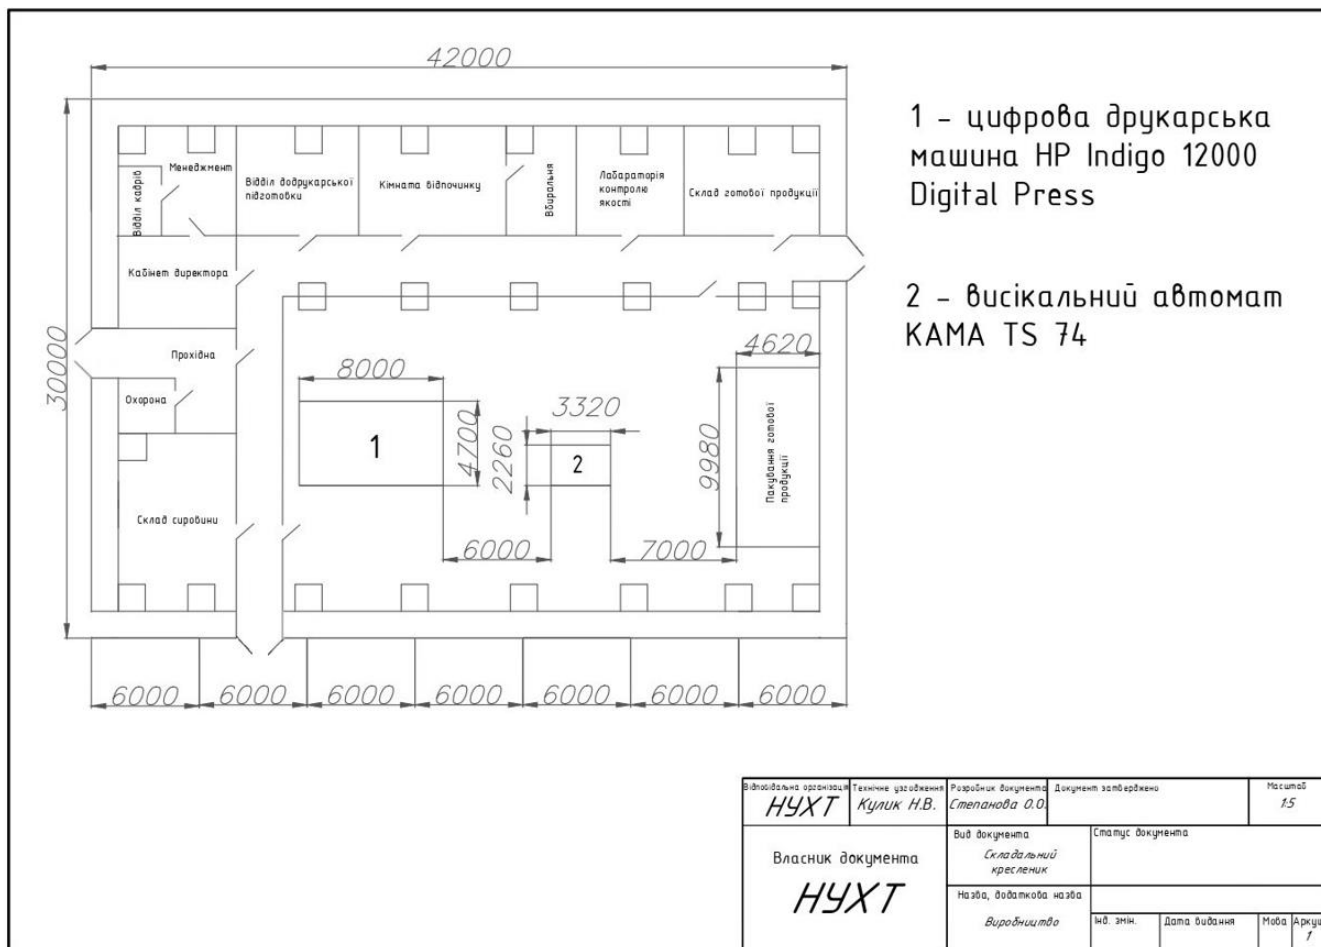 42000
30000
Відділ кадрів
Менеджмент
Відділ додрукарської
підготовки
Кімната відпочинку
Вбиральня
Лабараторія
контролю
якості
Склад готової продукції
Кабінет директора
Прохідна
Охорона
Склад сировини
8000
4700
1
2260
3320
2
4620
9980
Пакування готової
продукції
6000
7000
6000
6000
6000
6000
6000
6000
6000
1 - цифрова друкарська
машина HP Indigo 12000
Digital Press
2 - висікальний автомат
KAMA TS 74
Відповідальна організація
НУХТ
Технічне узгодження
Кулик Н.В.
Розробник документа
Степанова О.О.
Документ затверджено
Масштаб
1:5
Власник документа
НУХТ
Вид документа
Складальний
кресленик
Статус документа
Назва, додаткова назва
Виробництво
Інд. змін.
Дата видання
Мова
Аркуш
1